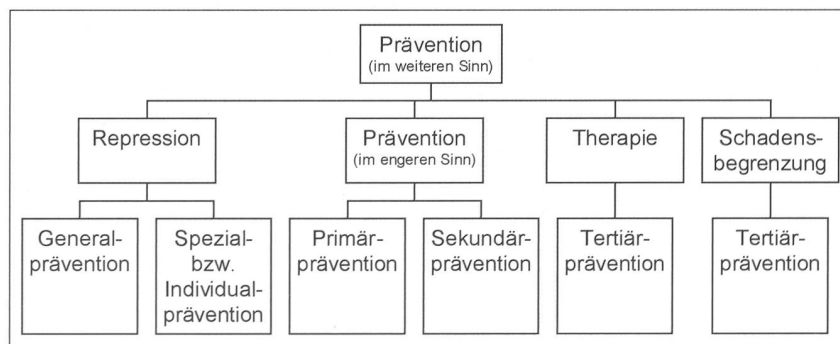 Prävention
(im weiteren Sinn)
Repression
Prävention
(im engeren Sinn)
Therapie
Schadens-
begrenzung
General-
prävention
Spezial-
bzw.
Individual-
prävention
Primär-
prävention
Sekundär-
prävention
Tertiär-
prävention
Tertiär-
prävention